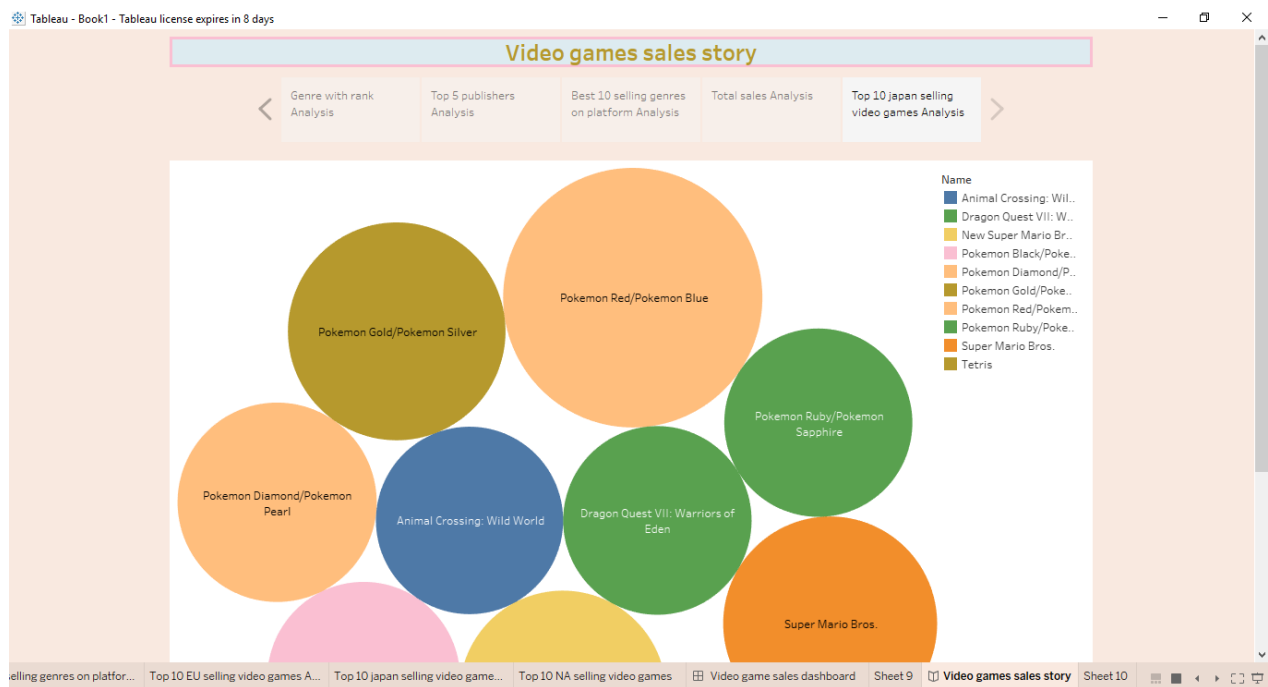 Tableau - Book1 - Tableau license expires in 8 days
Video games sales story
Genre with rank
Analysis
Top 5 publishers
Analysis
Best 10 selling genres
on platform Analysis
Total sales Analysis
Top 10 japan selling
video games Analysis
Name
Animal Crossing: Wil..
Dragon Quest VII: W..
New Super Mario Br..
Pokemon Black/Poke..
Pokemon Diamond/P..
Pokemon Gold/Poke..
Pokemon Red/Pokem..
Pokemon Ruby/Poke..
Super Mario Bros.
Tetris
Pokemon Red/Pokemon Blue
Pokemon Gold/Pokemon Silver
Pokemon Ruby/Pokemon
Sapphire
Pokemon Diamond/Pokemon
Pearl
Animal Crossing: Wild World
Dragon Quest VII: Warriors of
Eden
Super Mario Bros.
selling genres on platfor...
Top 10 EU selling video games A...
Top 10 japan selling video game...
Top 10 NA selling video games
Video game sales dashboard
Sheet 9
Video games sales story
Sheet 10